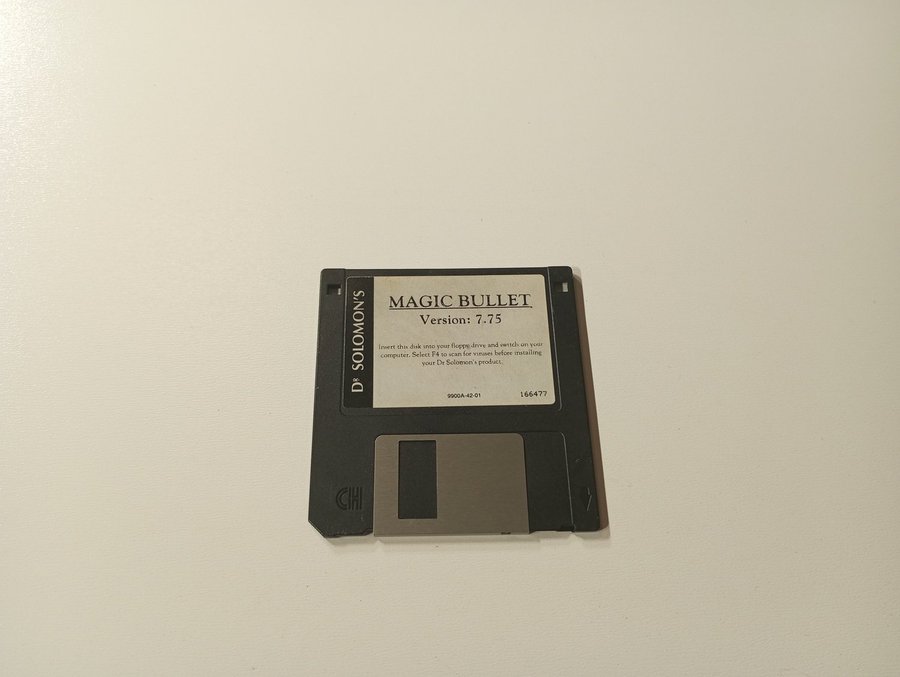 DR SOLOMON'S
MAGIC BULLET
Version: 7.75
Insert this disk into your floppy drive and switch on your
computer. Select F4 to scan for viruses before installing
your Dr Solomon's product.
9900A-42-01
166477
CH